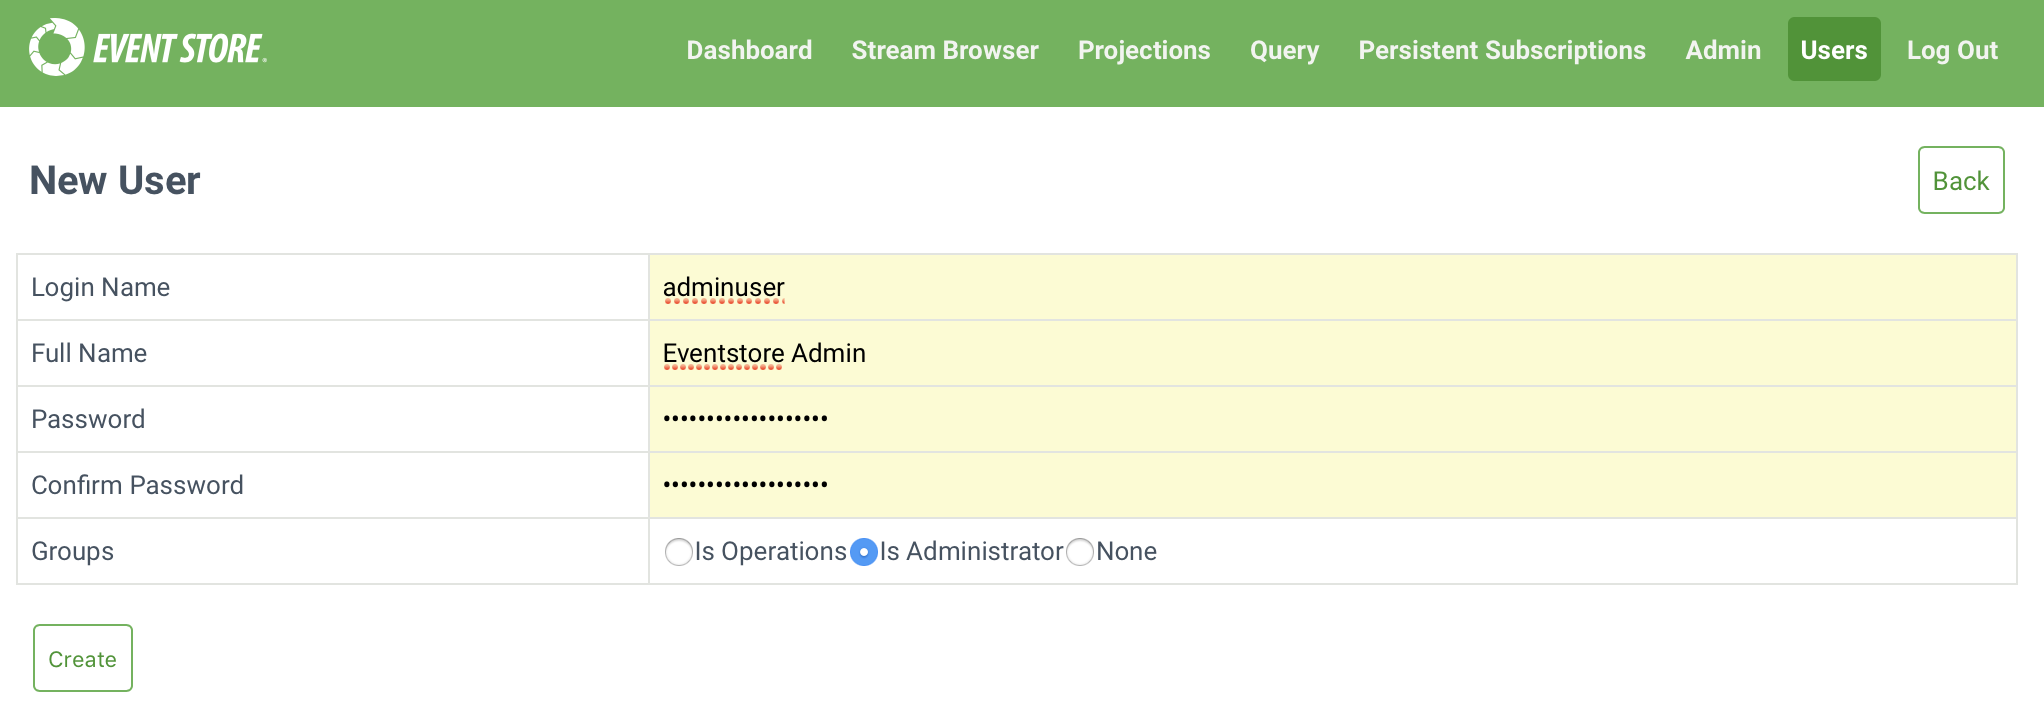 EVENT STORE
Dashboard Stream Browser Projections Query Persistent Subscriptions Admin Users Log Out
New User
Back
Login Name adminuser
Full Name Eventstore Admin
Password •••••••••••••••••••
Confirm Password •••••••••••••••••••
Groups Is Operations Is Administrator None
Create